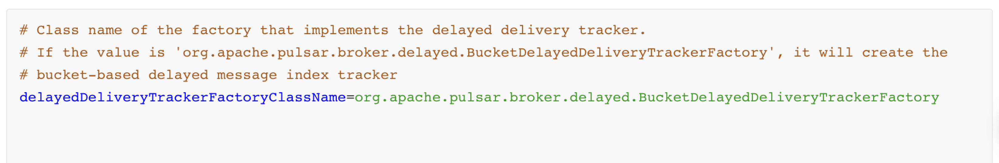 # Class name of the factory that implements the delayed delivery tracker.
# If the value is 'org.apache.pulsar.broker.delayed.BucketDelayedDeliveryTrackerFactory', it will create the
# bucket-based delayed message index tracker
delayedDeliveryTrackerFactoryClassName=org.apache.pulsar.broker.delayed.BucketDelayedDeliveryTrackerFactory